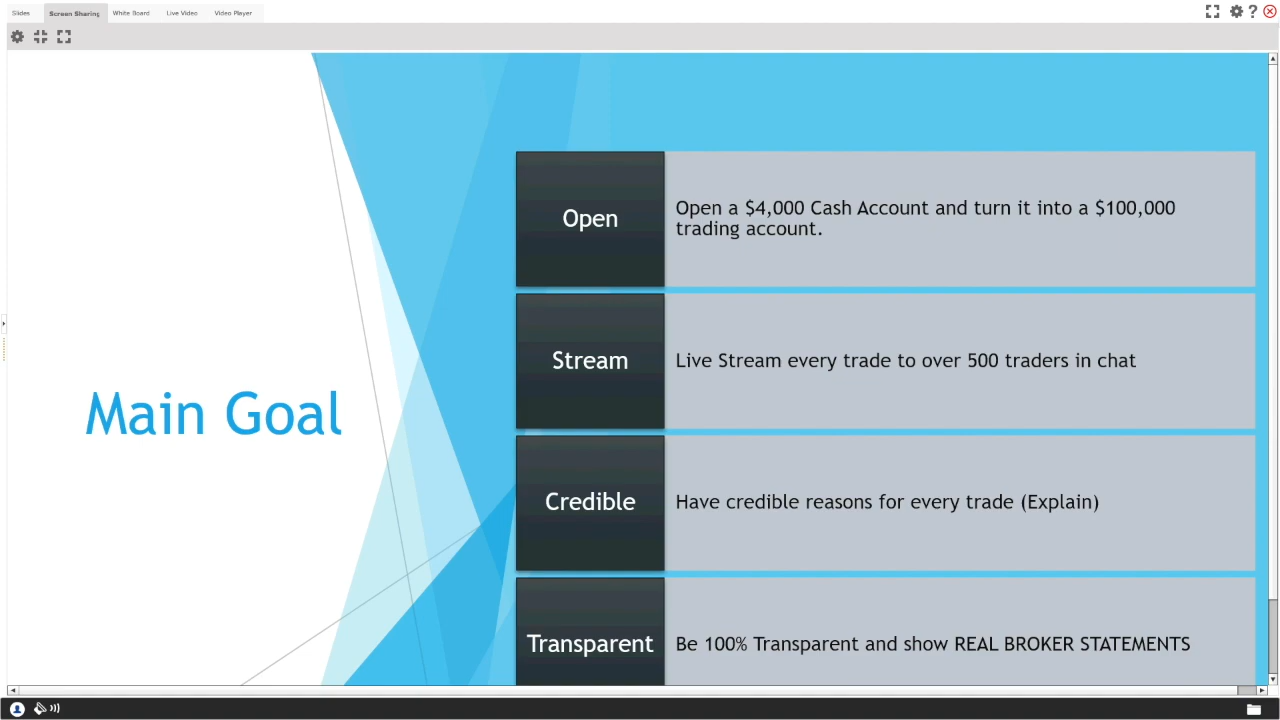 Slides Screen Sharing White Board Live Video Video Player
Main Goal
Open
Open a $4,000 Cash Account and turn it into a $100,000
trading account.
Stream
Live Stream every trade to over 500 traders in chat
Credible
Have credible reasons for every trade (Explain)
Transparent
Be 100% Transparent and show REAL BROKER STATEMENTS